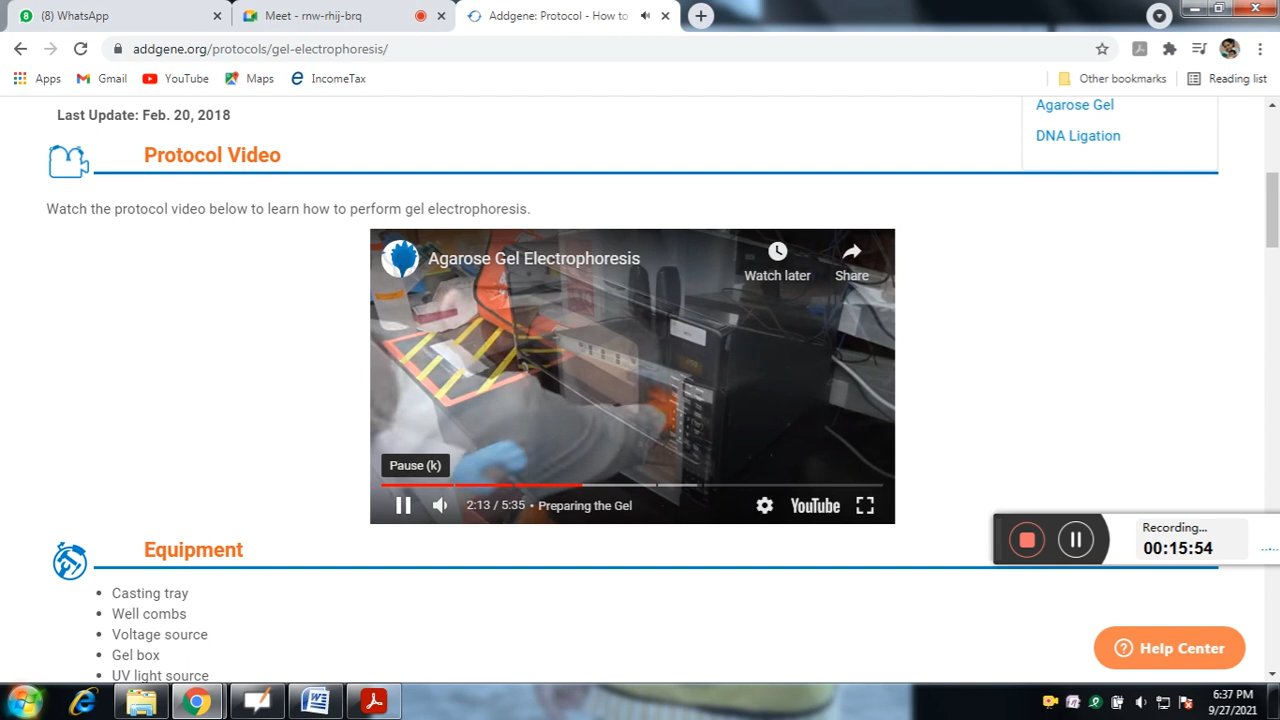 (8) WhatsApp
Meet - rnw-rhij-brq
Addgene: Protocol - How to
addgene.org/protocols/gel-electrophoresis/
Apps
Gmail
YouTube
Maps
IncomeTax
Other bookmarks
Reading list
Last Update: Feb. 20, 2018
Agarose Gel
DNA Ligation
Protocol Video
Watch the protocol video below to learn how to perform gel electrophoresis.
Agarose Gel Electrophoresis
Watch later
Share
Pause (k)
2:13 / 5:35 • Preparing the Gel
YouTube
Recording...
00:15:54
Equipment
• Casting tray
• Well combs
• Voltage source
• Gel box
• UV light source
Help Center
6:37 PM
9/27/2021